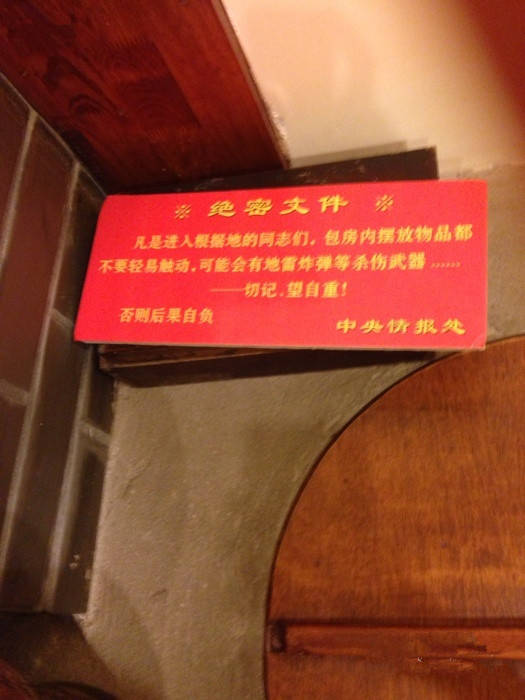 ※ 绝密文件 ※
凡是进入根据地的同志们，包房内摆放物品都
不要轻易触动，可能会有地雷炸弹等杀伤武器……
——切记、望自重！
否则后果自负
中央情报处